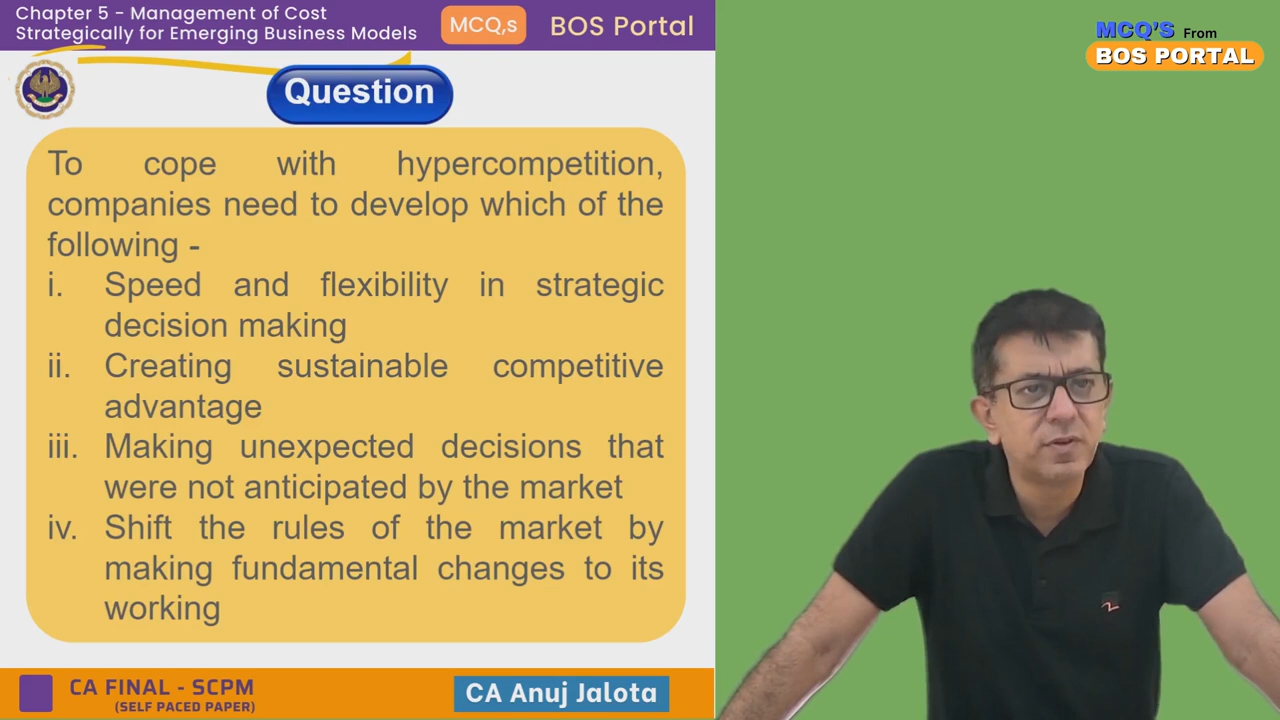 Chapter 5 - Management of Cost
Strategically for Emerging Business Models
MCQ,s
BOS Portal
MCQ'S From
BOS PORTAL
Question
To cope with hypercompetition,
companies need to develop which of the
following -
i. Speed and flexibility in strategic
decision making
ii. Creating sustainable competitive
advantage
iii. Making unexpected decisions that
were not anticipated by the market
iv. Shift the rules of the market by
making fundamental changes to its
working
CA FINAL - SCPM
(SELF PACED PAPER)
CA Anuj Jalota